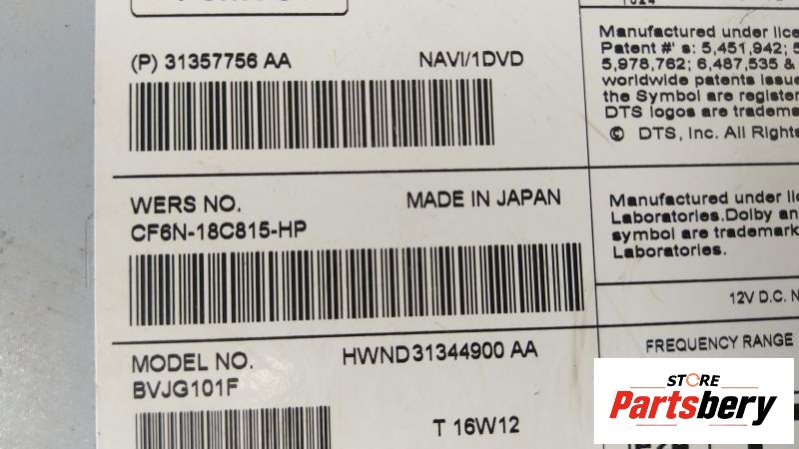 (P) 31357756 AA NAVI/1DVD
WERS NO. MADE IN JAPAN
CF6N-18C815-HP
MODEL NO. HWND31344900 AA
BVJG101F
T 16W12
Manufactured under lice
Patent #' s: 5,451,942; 5
5,978,762; 6,487,535 &
worldwide patents issue
the Symbol are register
DTS logos are tradema
© DTS, Inc. All Rights
Manufactured under lic
Laboratories.Dolby an
symbol are trademark
Laboratories.
12V D.C. N
FREQUENCY RANGE
STORE
Partsbery